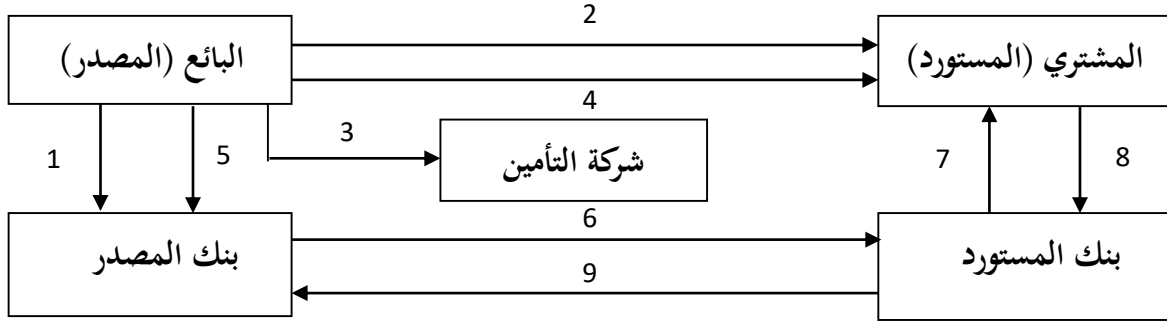 2
البائع (المصدر)
المشتري (المستورد)
4
3
1
5
شركة التأمين
7
8
6
بنك المصدر
بنك المستورد
9